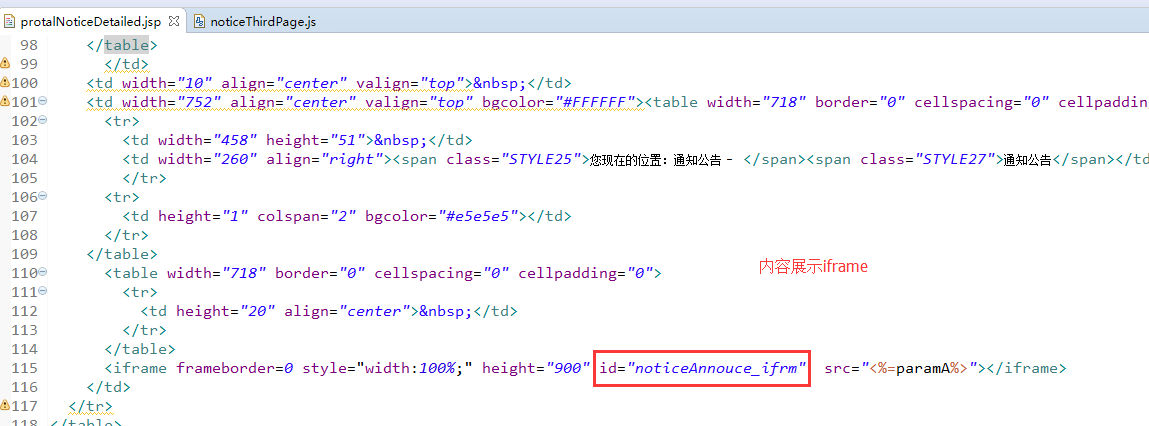 protalNoticeDetailed.jsp noticeThirdPage.js
98 </table>
99 </td>
100 <td width="10" align="center" valign="top">&nbsp;</td>
101 <td width="752" align="center" valign="top" bgcolor="#FFFFFF"><table width="718" border="0" cellspacing="0" cellpadding
102 <tr>
103 <td width="458" height="51">&nbsp;</td>
104 <td width="260" align="right"><span class="STYLE25">您现在的位置：通知公告 - </span><span class="STYLE27">通知公告</span></td
105 </tr>
106 <tr>
107 <td height="1" colspan="2" bgcolor="#e5e5e5"></td>
108 </tr>
109 </table>
110 <table width="718" border="0" cellspacing="0" cellpadding="0">
内容展示iframe
111 <tr>
112 <td height="20" align="center">&nbsp;</td>
113 </tr>
114 </table>
115 <iframe frameborder=0 style="width:100%;" height="900" id="noticeAnnouce_ifrm" src="<%=paramA%>"></iframe>
116 </td>
117 </tr>
118 </table>